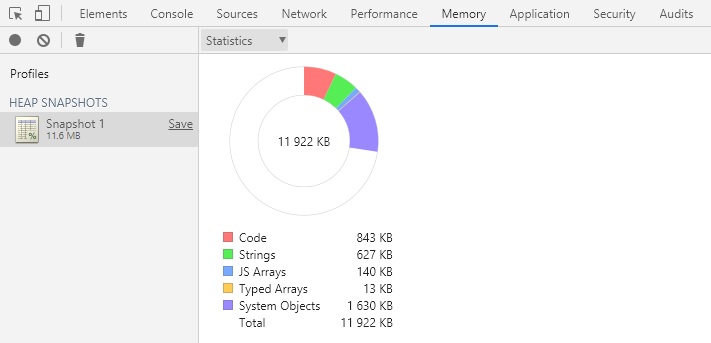 Elements Console Sources Network Performance Memory Application Security Audits
Statistics ▼
Profiles
HEAP SNAPSHOTS
Snapshot 1 Save
11.6 MB
%
11 922 KB
Code 843 KB
Strings 627 KB
JS Arrays 140 KB
Typed Arrays 13 KB
System Objects 1 630 KB
Total 11 922 KB